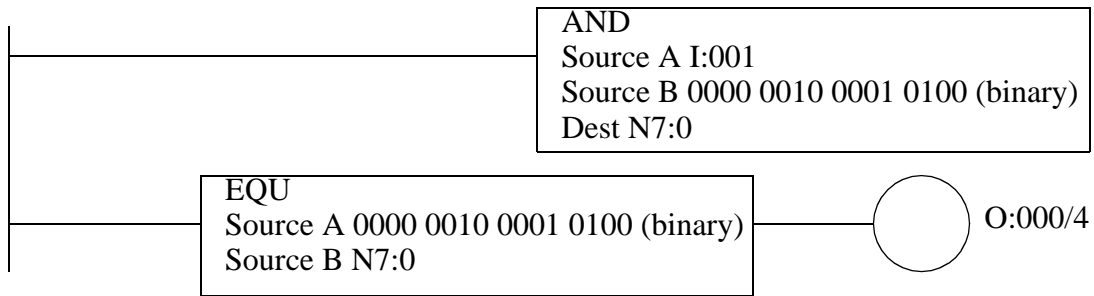 AND
Source A I:001
Source B 0000 0010 0001 0100 (binary)
Dest N7:0
EQU
Source A 0000 0010 0001 0100 (binary)
Source B N7:0
O:000/4